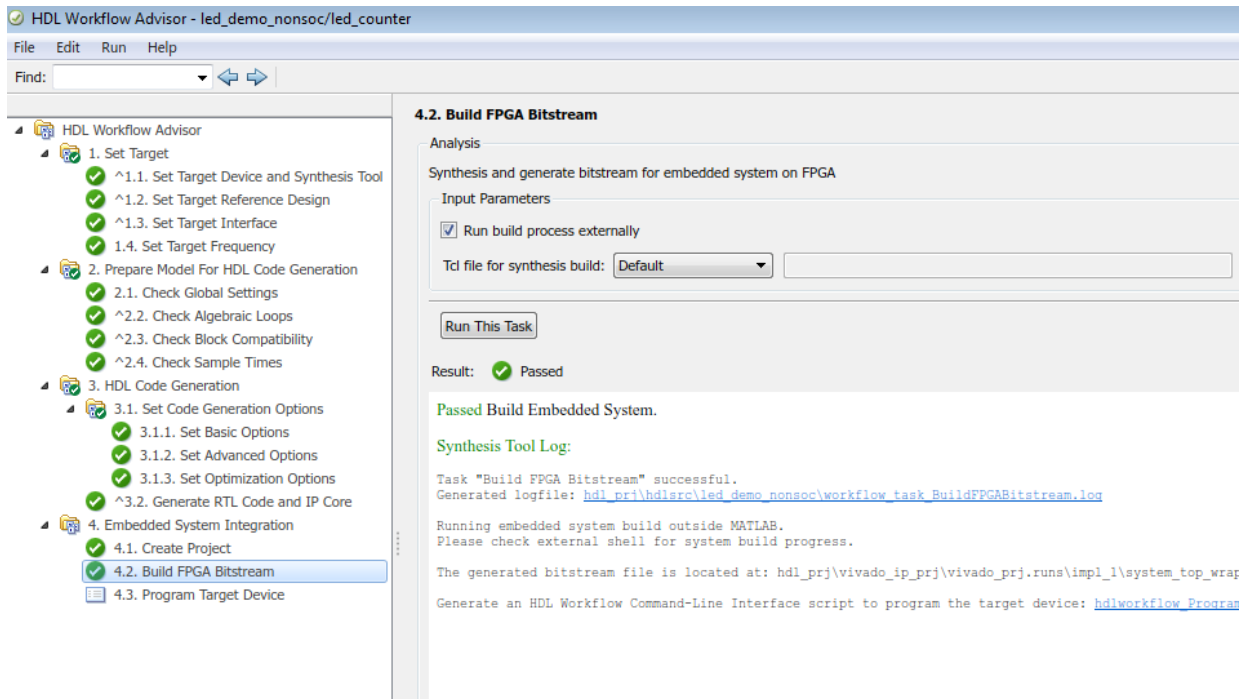 HDL Workflow Advisor - led_demo_nonsoc/led_counter
File Edit Run Help
Find:
HDL Workflow Advisor
1. Set Target
^1.1. Set Target Device and Synthesis Tool
^1.2. Set Target Reference Design
^1.3. Set Target Interface
1.4. Set Target Frequency
2. Prepare Model For HDL Code Generation
2.1. Check Global Settings
^2.2. Check Algebraic Loops
^2.3. Check Block Compatibility
^2.4. Check Sample Times
3. HDL Code Generation
3.1. Set Code Generation Options
3.1.1. Set Basic Options
3.1.2. Set Advanced Options
3.1.3. Set Optimization Options
^3.2. Generate RTL Code and IP Core
4. Embedded System Integration
4.1. Create Project
4.2. Build FPGA Bitstream
4.3. Program Target Device
4.2. Build FPGA Bitstream
Analysis
Synthesis and generate bitstream for embedded system on FPGA
Input Parameters
Run build process externally
Tcl file for synthesis build: Default
Run This Task
Result: Passed
Passed Build Embedded System.
Synthesis Tool Log:
Task "Build FPGA Bitstream" successful.
Generated logfile: hdl_prj\hdlsrc\led_demo_nonsoc\workflow_task_BuildFPGABitstream.log
Running embedded system build outside MATLAB.
Please check external shell for system build progress.
The generated bitstream file is located at: hdl_prj\vivado_ip_prj\vivado_prj.runs\impl_1\system_top_wrap
Generate an HDL Workflow Command-Line Interface script to program the target device: hdlworkflow_Program